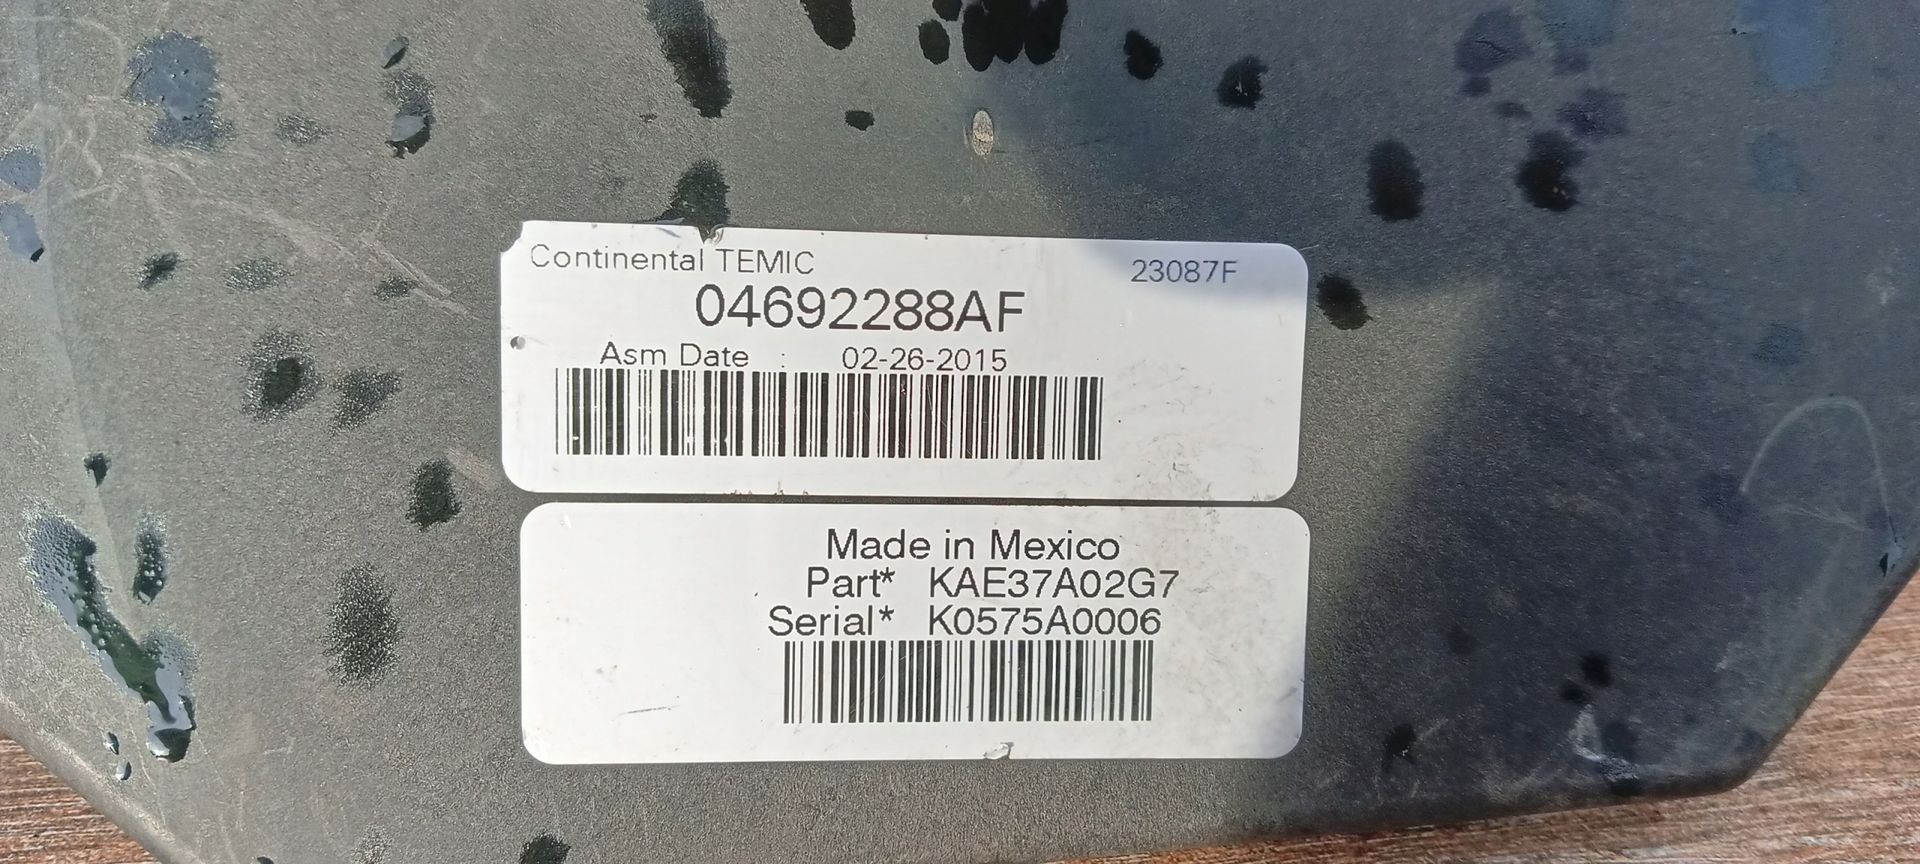 Continental TEMIC 23087F
04692288AF
Asm Date : 02-26-2015
Made in Mexico
Part* KAE37A02G7
Serial* K0575A0006